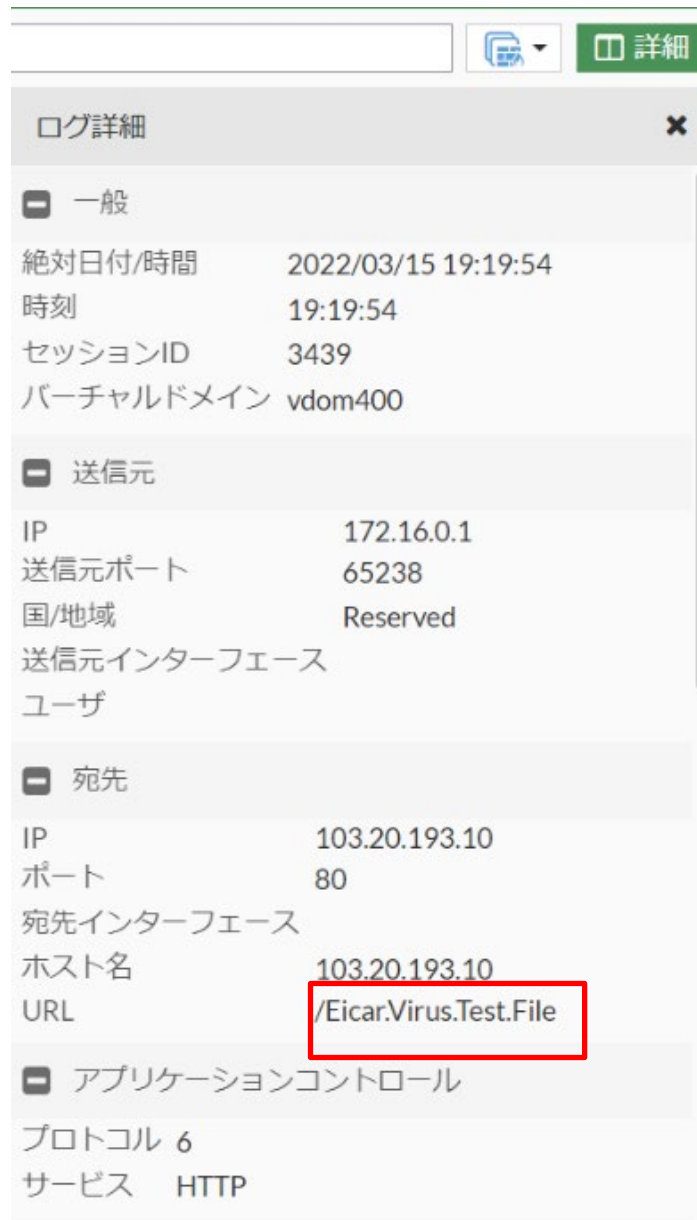 詳細
ログ詳細
一般
絶対日付/時間 2022/03/15 19:19:54
時刻 19:19:54
セッションID 3439
バーチャルドメイン vdom400
送信元
IP 172.16.0.1
送信元ポート 65238
国/地域 Reserved
送信元インターフェース
ユーザ
宛先
IP 103.20.193.10
ポート 80
宛先インターフェース
ホスト名 103.20.193.10
URL /Eicar.Virus.Test.File
アプリケーションコントロール
プロトコル 6
サービス HTTP